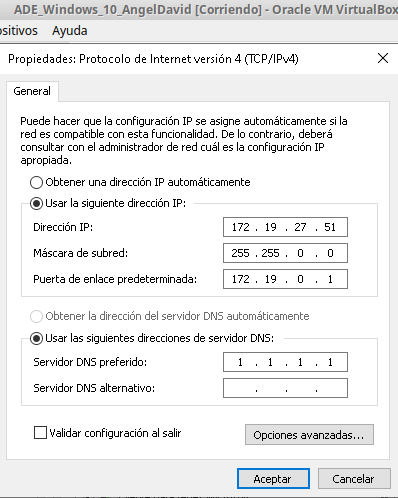 ADE_Windows_10_AngelDavid [Corriendo] - Oracle VM VirtualBox
ositivos Ayuda
Propiedades: Protocolo de Internet versión 4 (TCP/IPv4)
General
Puede hacer que la configuración IP se asigne automáticamente si la
red es compatible con esta funcionalidad. De lo contrario, deberá
consultar con el administrador de red cuál es la configuración IP
apropiada.
Obtener una dirección IP automáticamente
Usar la siguiente dirección IP:
Dirección IP: 172 . 19 . 27 . 51
Máscara de subred: 255 . 255 . 0 . 0
Puerta de enlace predeterminada: 172 . 19 . 0 . 1
Obtener la dirección del servidor DNS automáticamente
Usar las siguientes direcciones de servidor DNS:
Servidor DNS preferido: 1 . 1 . 1 . 1
Servidor DNS alternativo: . . .
Validar configuración al salir
Opciones avanzadas...
Aceptar Cancelar